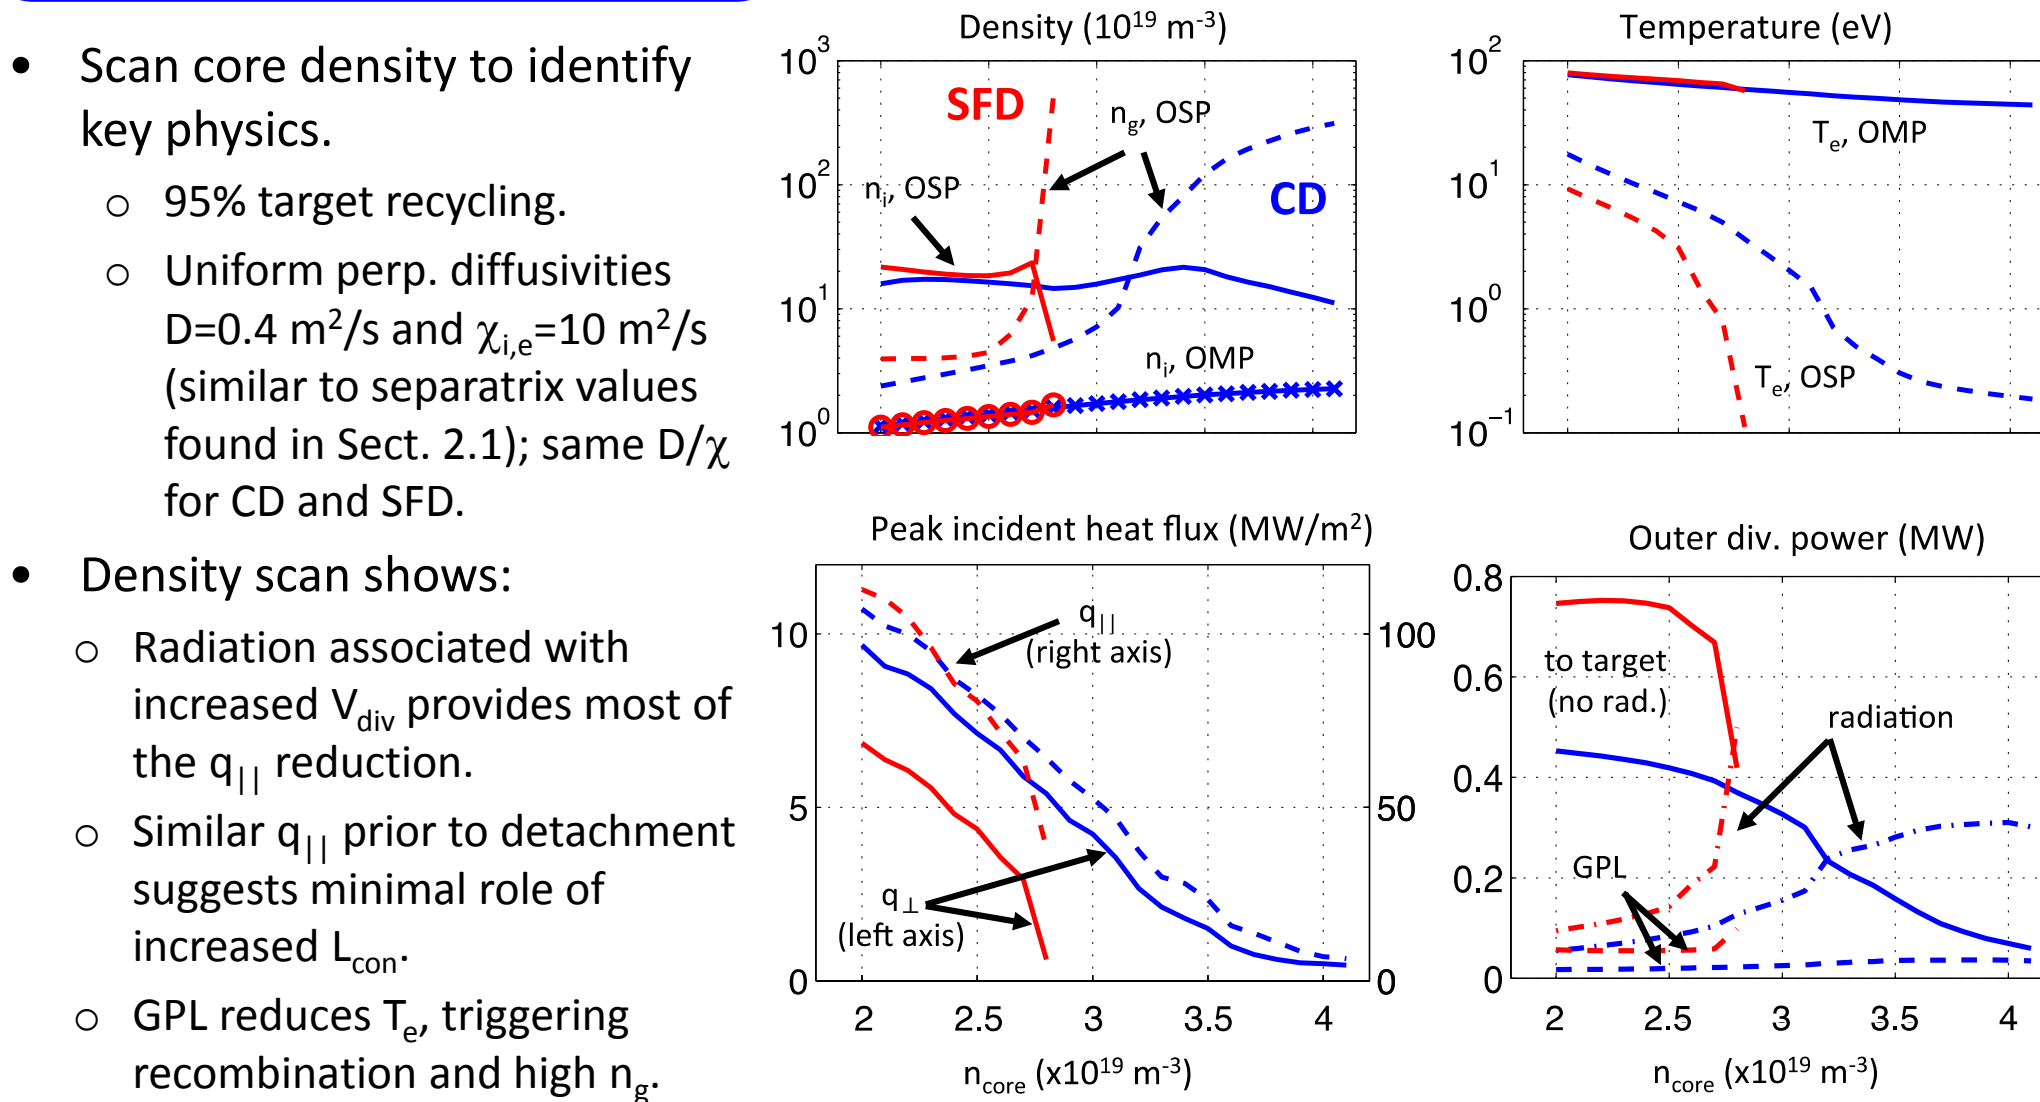 • Scan core density to identify
key physics.
o 95% target recycling.
o Uniform perp. diffusivities
D=0.4 m²/s and χi,e=10 m²/s
(similar to separatrix values
found in Sect. 2.1); same D/χ
for CD and SFD.
• Density scan shows:
o Radiation associated with
increased Vdiv provides most of
the q|| reduction.
o Similar q|| prior to detachment
suggests minimal role of
increased Lcon.
o GPL reduces Te, triggering
recombination and high ng.
Density (10¹⁹ m⁻³)
10³
10²
10¹
10⁰
SFD
ng, OSP
ni, OSP
CD
ni, OMP
Temperature (eV)
10²
10¹
10⁰
10⁻¹
Te, OMP
Te, OSP
Peak incident heat flux (MW/m²)
10
5
0
100
50
0
q||
(right axis)
q⊥
(left axis)
2 2.5 3 3.5 4
ncore (x10¹⁹ m⁻³)
Outer div. power (MW)
0.8
0.6
0.4
0.2
0
to target
(no rad.)
radiation
GPL
2 2.5 3 3.5 4
ncore (x10¹⁹ m⁻³)